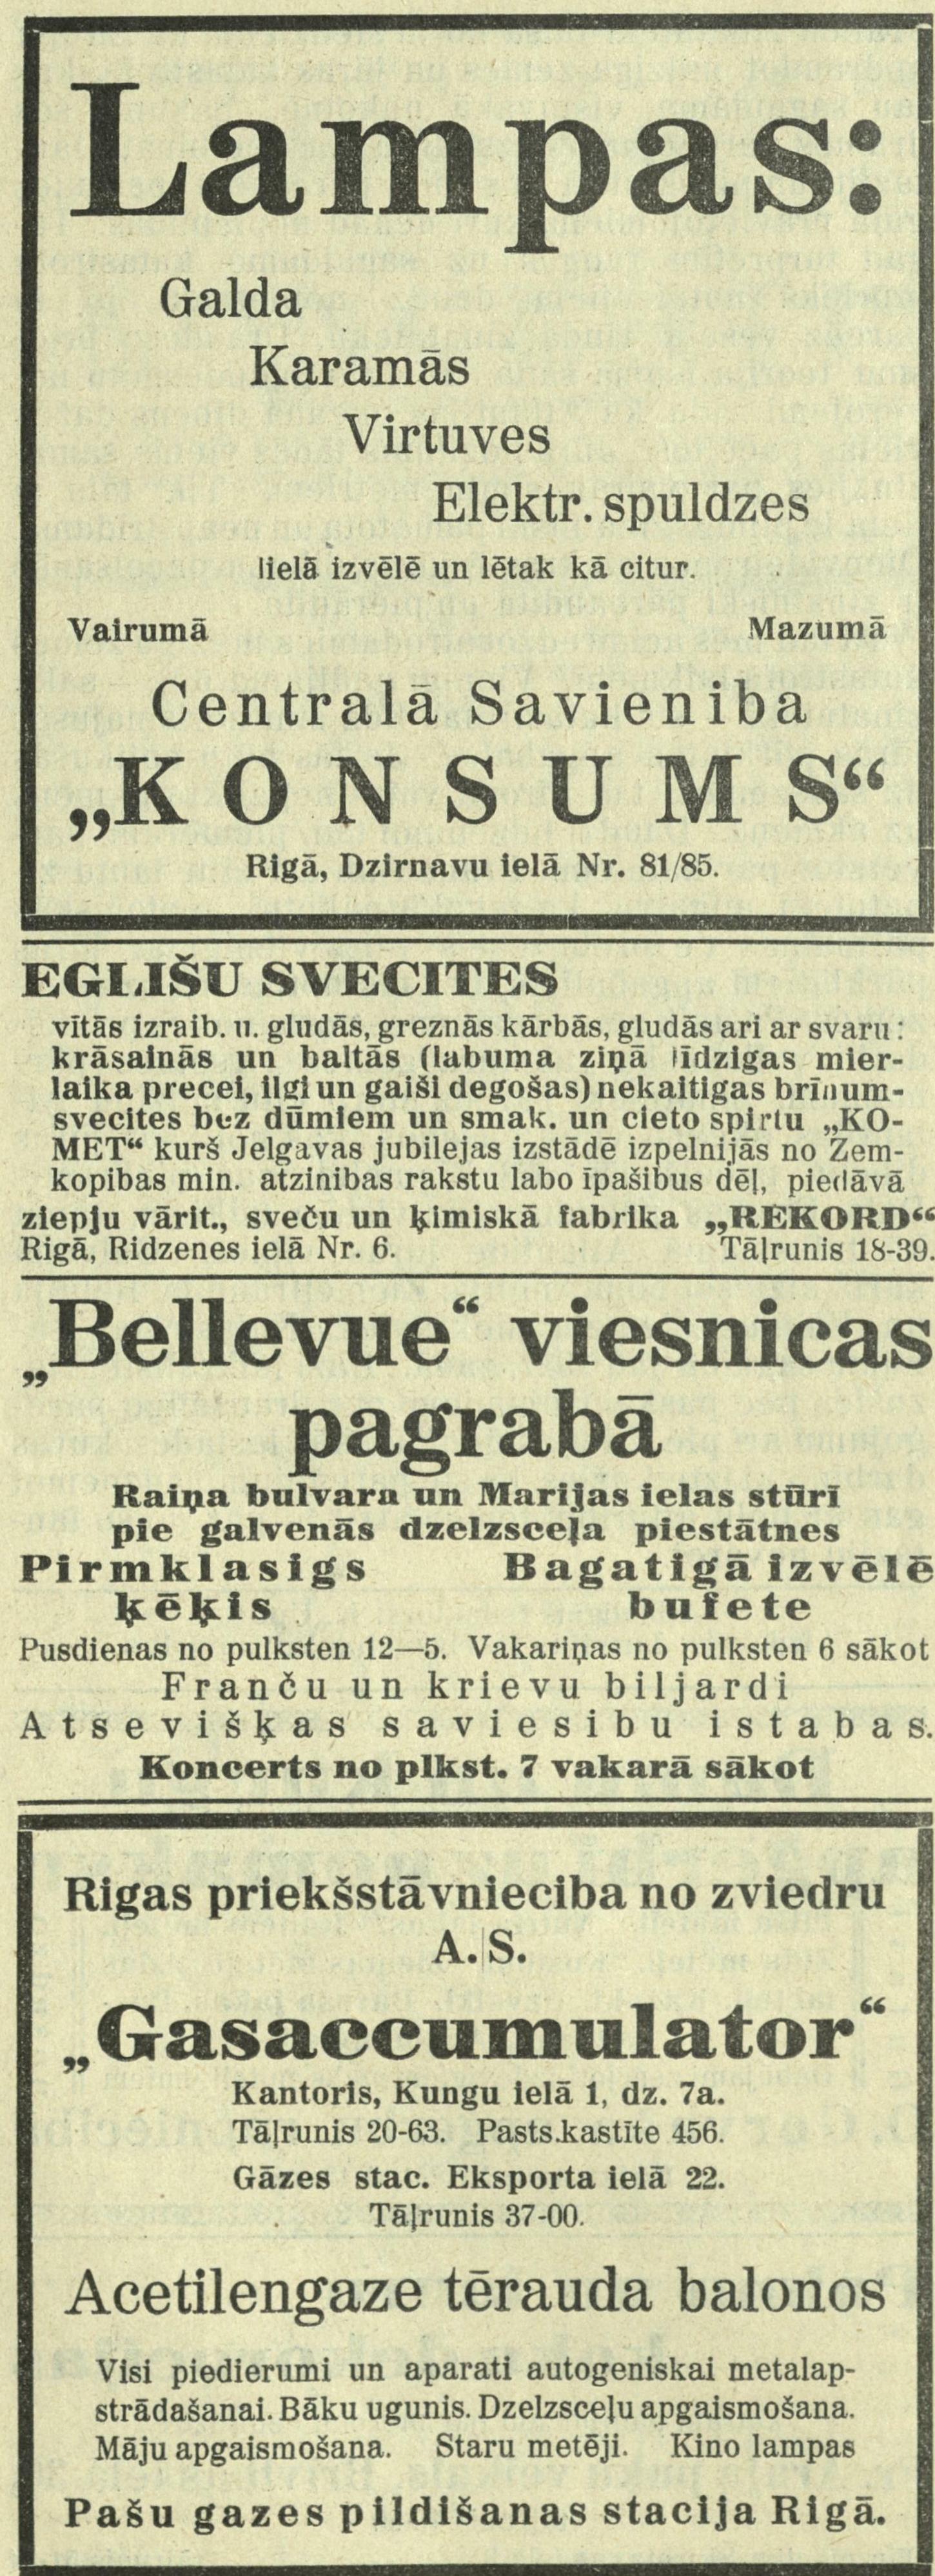 Lampas:
Galda
Karamās
Virtuves
Elektr. spuldzes
lielā izvēlē un lētak kā citur.
Vairumā Mazumā
Centralā Savieniba
„KONSUMS“
Rigā, Dzirnavu ielā Nr. 81/85.
EGLIŠU SVECITES
vītās izraib. u. gludās, greznās kārbās, gludās ari ar svaru:
krāsainās un baltās (labuma ziņā līdzigas mier-
laika precei, ilgi un gaiši degošas) nekaitigas brīnum-
svecites bez dūmiem un smak. un cieto spirtu „KO-
MET“ kurš Jelgavas jubilejas izstādē izpelnijās no Zem-
kopibas min. atzinibas rakstu labo īpašibus dēļ, piedāvā
ziepju vārit., sveču un ķimiskā fabrika „REKORD“
Rigā, Ridzenes ielā Nr. 6. Tāļrunis 18-39.
„Bellevue“ viesnicas
pagrabā
Raiņa bulvara un Marijas ielas stūrī
pie galvenās dzelzsceļa piestātnes
Pirmklasigs Bagatigā izvēlē
ķēķis bufete
Pusdienas no pulksten 12—5. Vakariņas no pulksten 6 sākot
Franču un krievu biljardi
Atsevišķas saviesibu istabas.
Koncerts no plkst. 7 vakarā sākot
Rigas priekšstāvnieciba no zviedru
A. S.
„Gasaccumulator“
Kantoris, Kungu ielā 1, dz. 7a.
Tāļrunis 20-63. Pasts.kastīte 456.
Gāzes stac. Eksporta ielā 22.
Tāļrunis 37-00.
Acetilengaze tērauda balonos
Visi piedierumi un aparati autogeniskai metalap-
strādašanai. Bāku ugunis. Dzelzsceļu apgaismošana.
Māju apgaismošana. Staru metēji. Kino lampas
Pašu gazes pildišanas stacija Rigā.